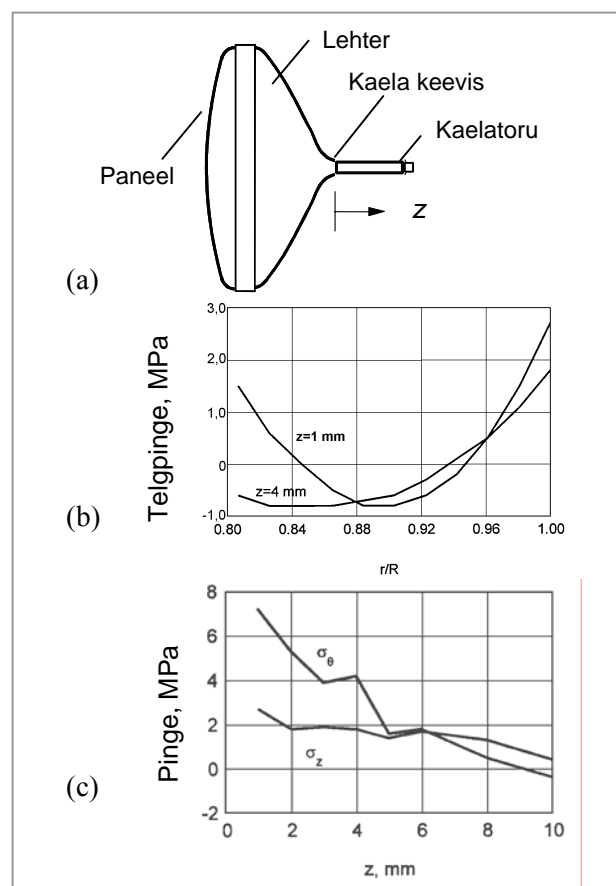 Lehter
Kaela keevis
Kaelatoru
Paneel
z
(a)
3,0
2,0
1,0
0
-1,0
Telgpinge, MPa
z=1 mm
z=4 mm
(b)
0.80 0.84 0.88 0.92 0.96 1.00
r/R
8
6
4
2
0
-2
Pinge, MPa
σθ
σz
(c)
0 2 4 6 8 10
z, mm